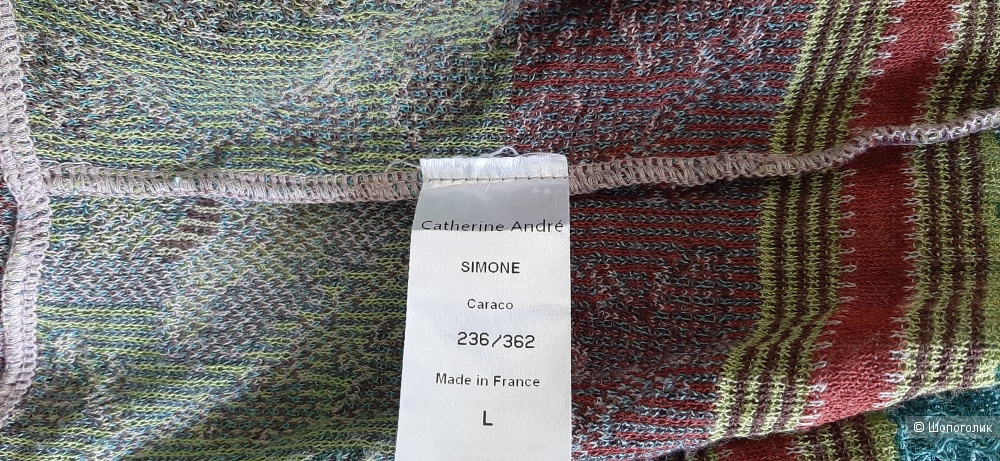 Catherine André
SIMONE
Caraco
236/362
Made in France
L
© Шопоголик